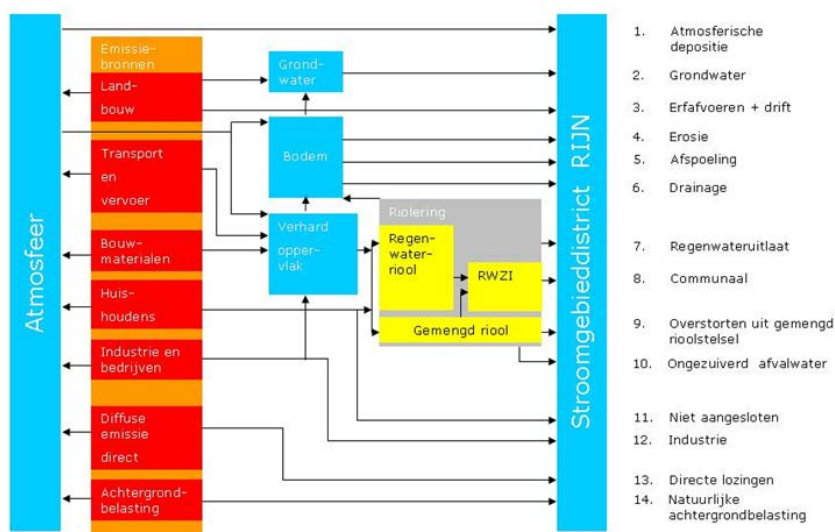 Atmosfeer
Emissie-
bronnen
Land-
bouw
Transport
en
vervoer
Bouw-
materialen
Huis-
houdens
Industrie en
bedrijven
Diffuse
emissie
direct
Achtergrond-
belasting
Grond-
water
Bodem
Verhard
opper-
vlak
Riolering
Regen-
water-
riool
RWZI
Gemengd riool
Stroomgebieddistrict RIJN
1. Atmosferische
depositie
2. Grondwater
3. Erfafvoeren + drift
4. Erosie
5. Afspoeling
6. Drainage
7. Regenwateruitlaat
8. Communaal
9. Overstorten uit gemengd
rioolstelsel
10. Ongezuiverd afvalwater
11. Niet aangesloten
12. Industrie
13. Directe lozingen
14. Natuurlijke
achtergrondbelasting